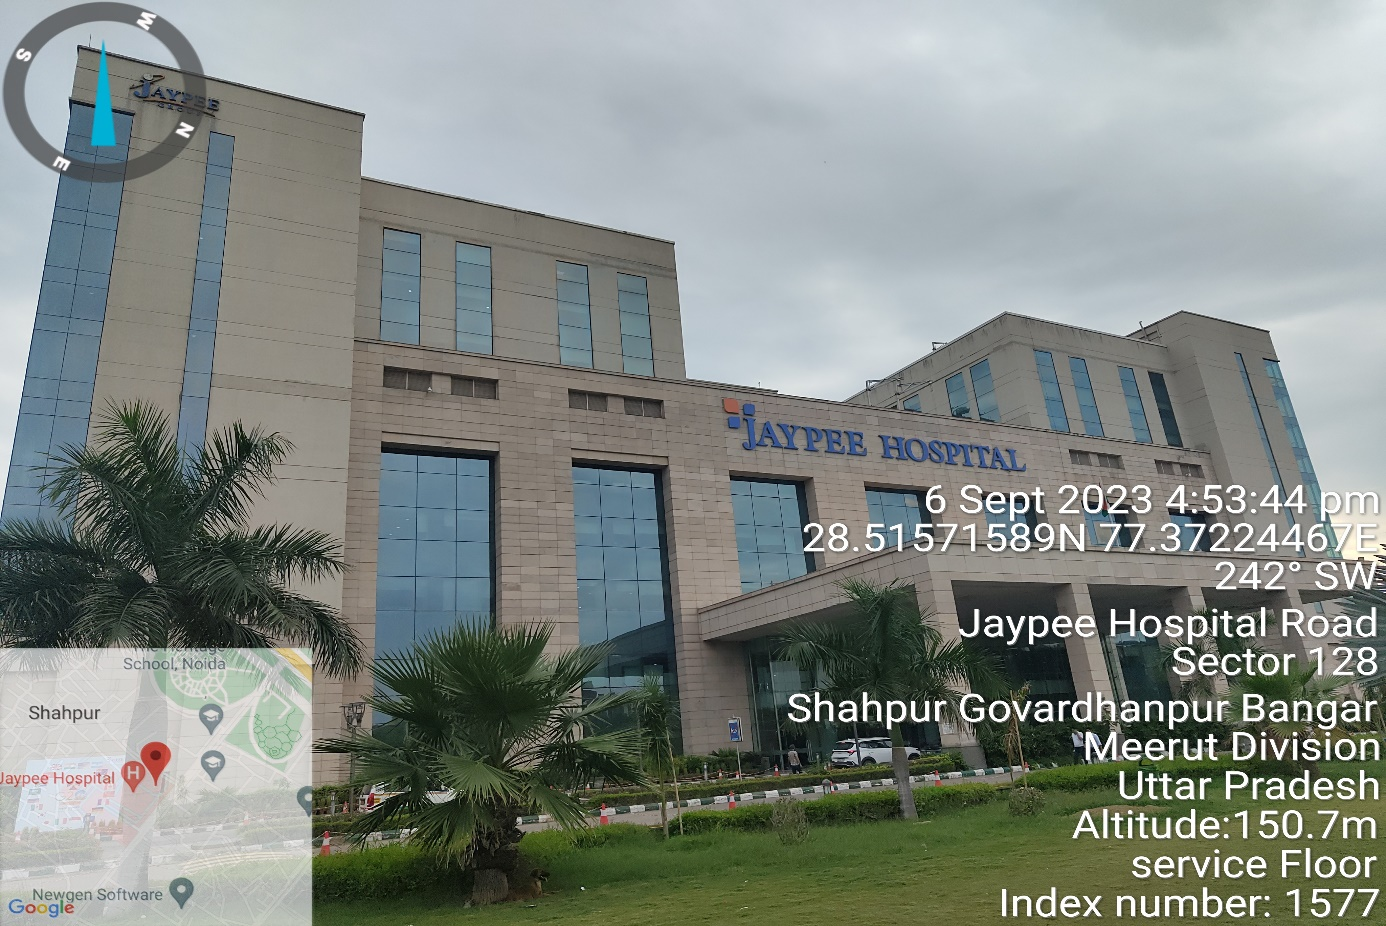 W
S
N
E
JAYPEE
GROUP
JAYPEE HOSPITAL
6 Sept 2023 4:53:44 pm
28.51571589N 77.37224467E
242° SW
Jaypee Hospital Road
Sector 128
Shahpur Govardhanpur Bangar
Meerut Division
Uttar Pradesh
Altitude:150.7m
service Floor
Index number: 1577
School, Noida
Shahpur
Jaypee Hospital
H
Newgen Software
Google